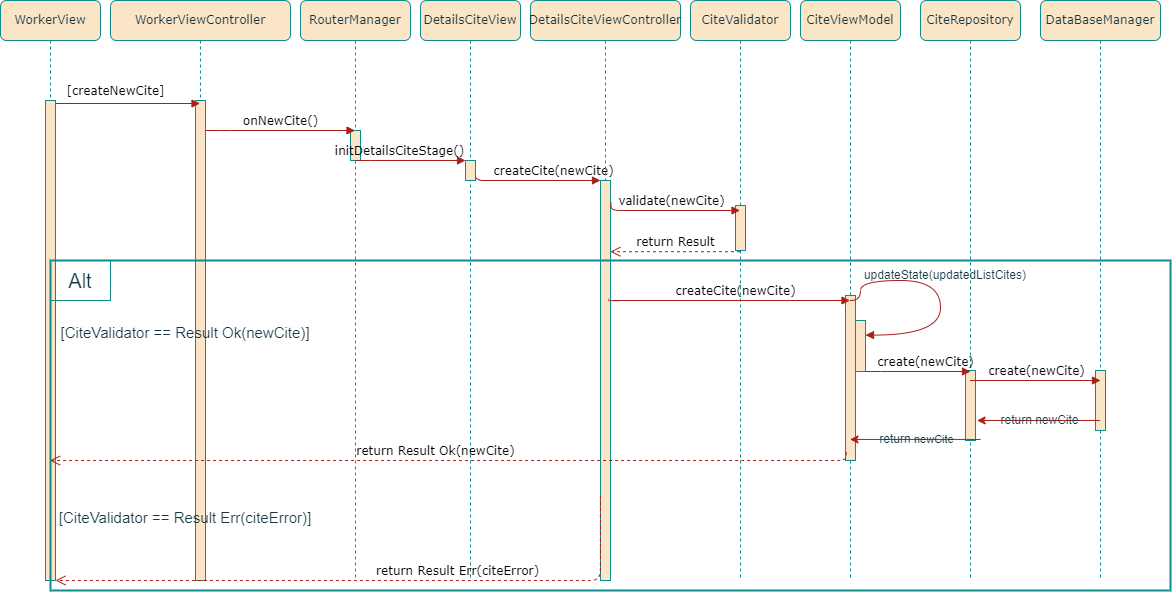 WorkerView
WorkerViewController
RouterManager
DetailsCiteView
DetailsCiteViewController
CiteValidator
CiteViewModel
CiteRepository
DataBaseManager
[createNewCite]
onNewCite()
initDetailsCiteStage()
createCite(newCite)
validate(newCite)
return Result
Alt
updateState(updatedListCites)
createCite(newCite)
[CiteValidator == Result Ok(newCite)]
create(newCite)
create(newCite)
return newCite
return newCite
return Result Ok(newCite)
[CiteValidator == Result Err(citeError)]
return Result Err(citeError)